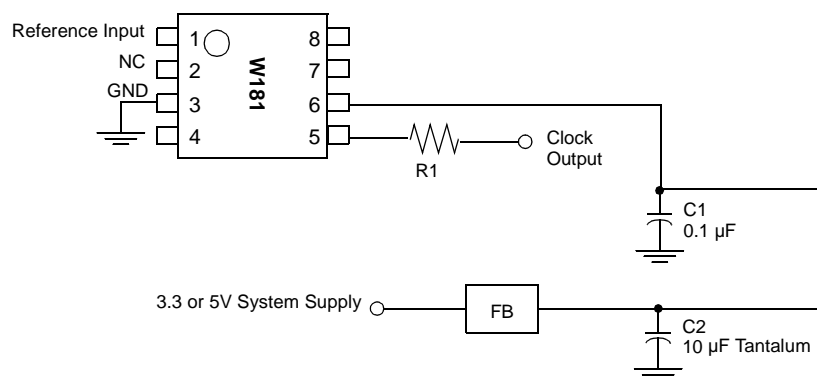 Reference Input
NC
GND
1
2
3
4
W181
8
7
6
5
R1
Clock
Output
C1
0.1 µF
3.3 or 5V System Supply
FB
C2
10 µF Tantalum